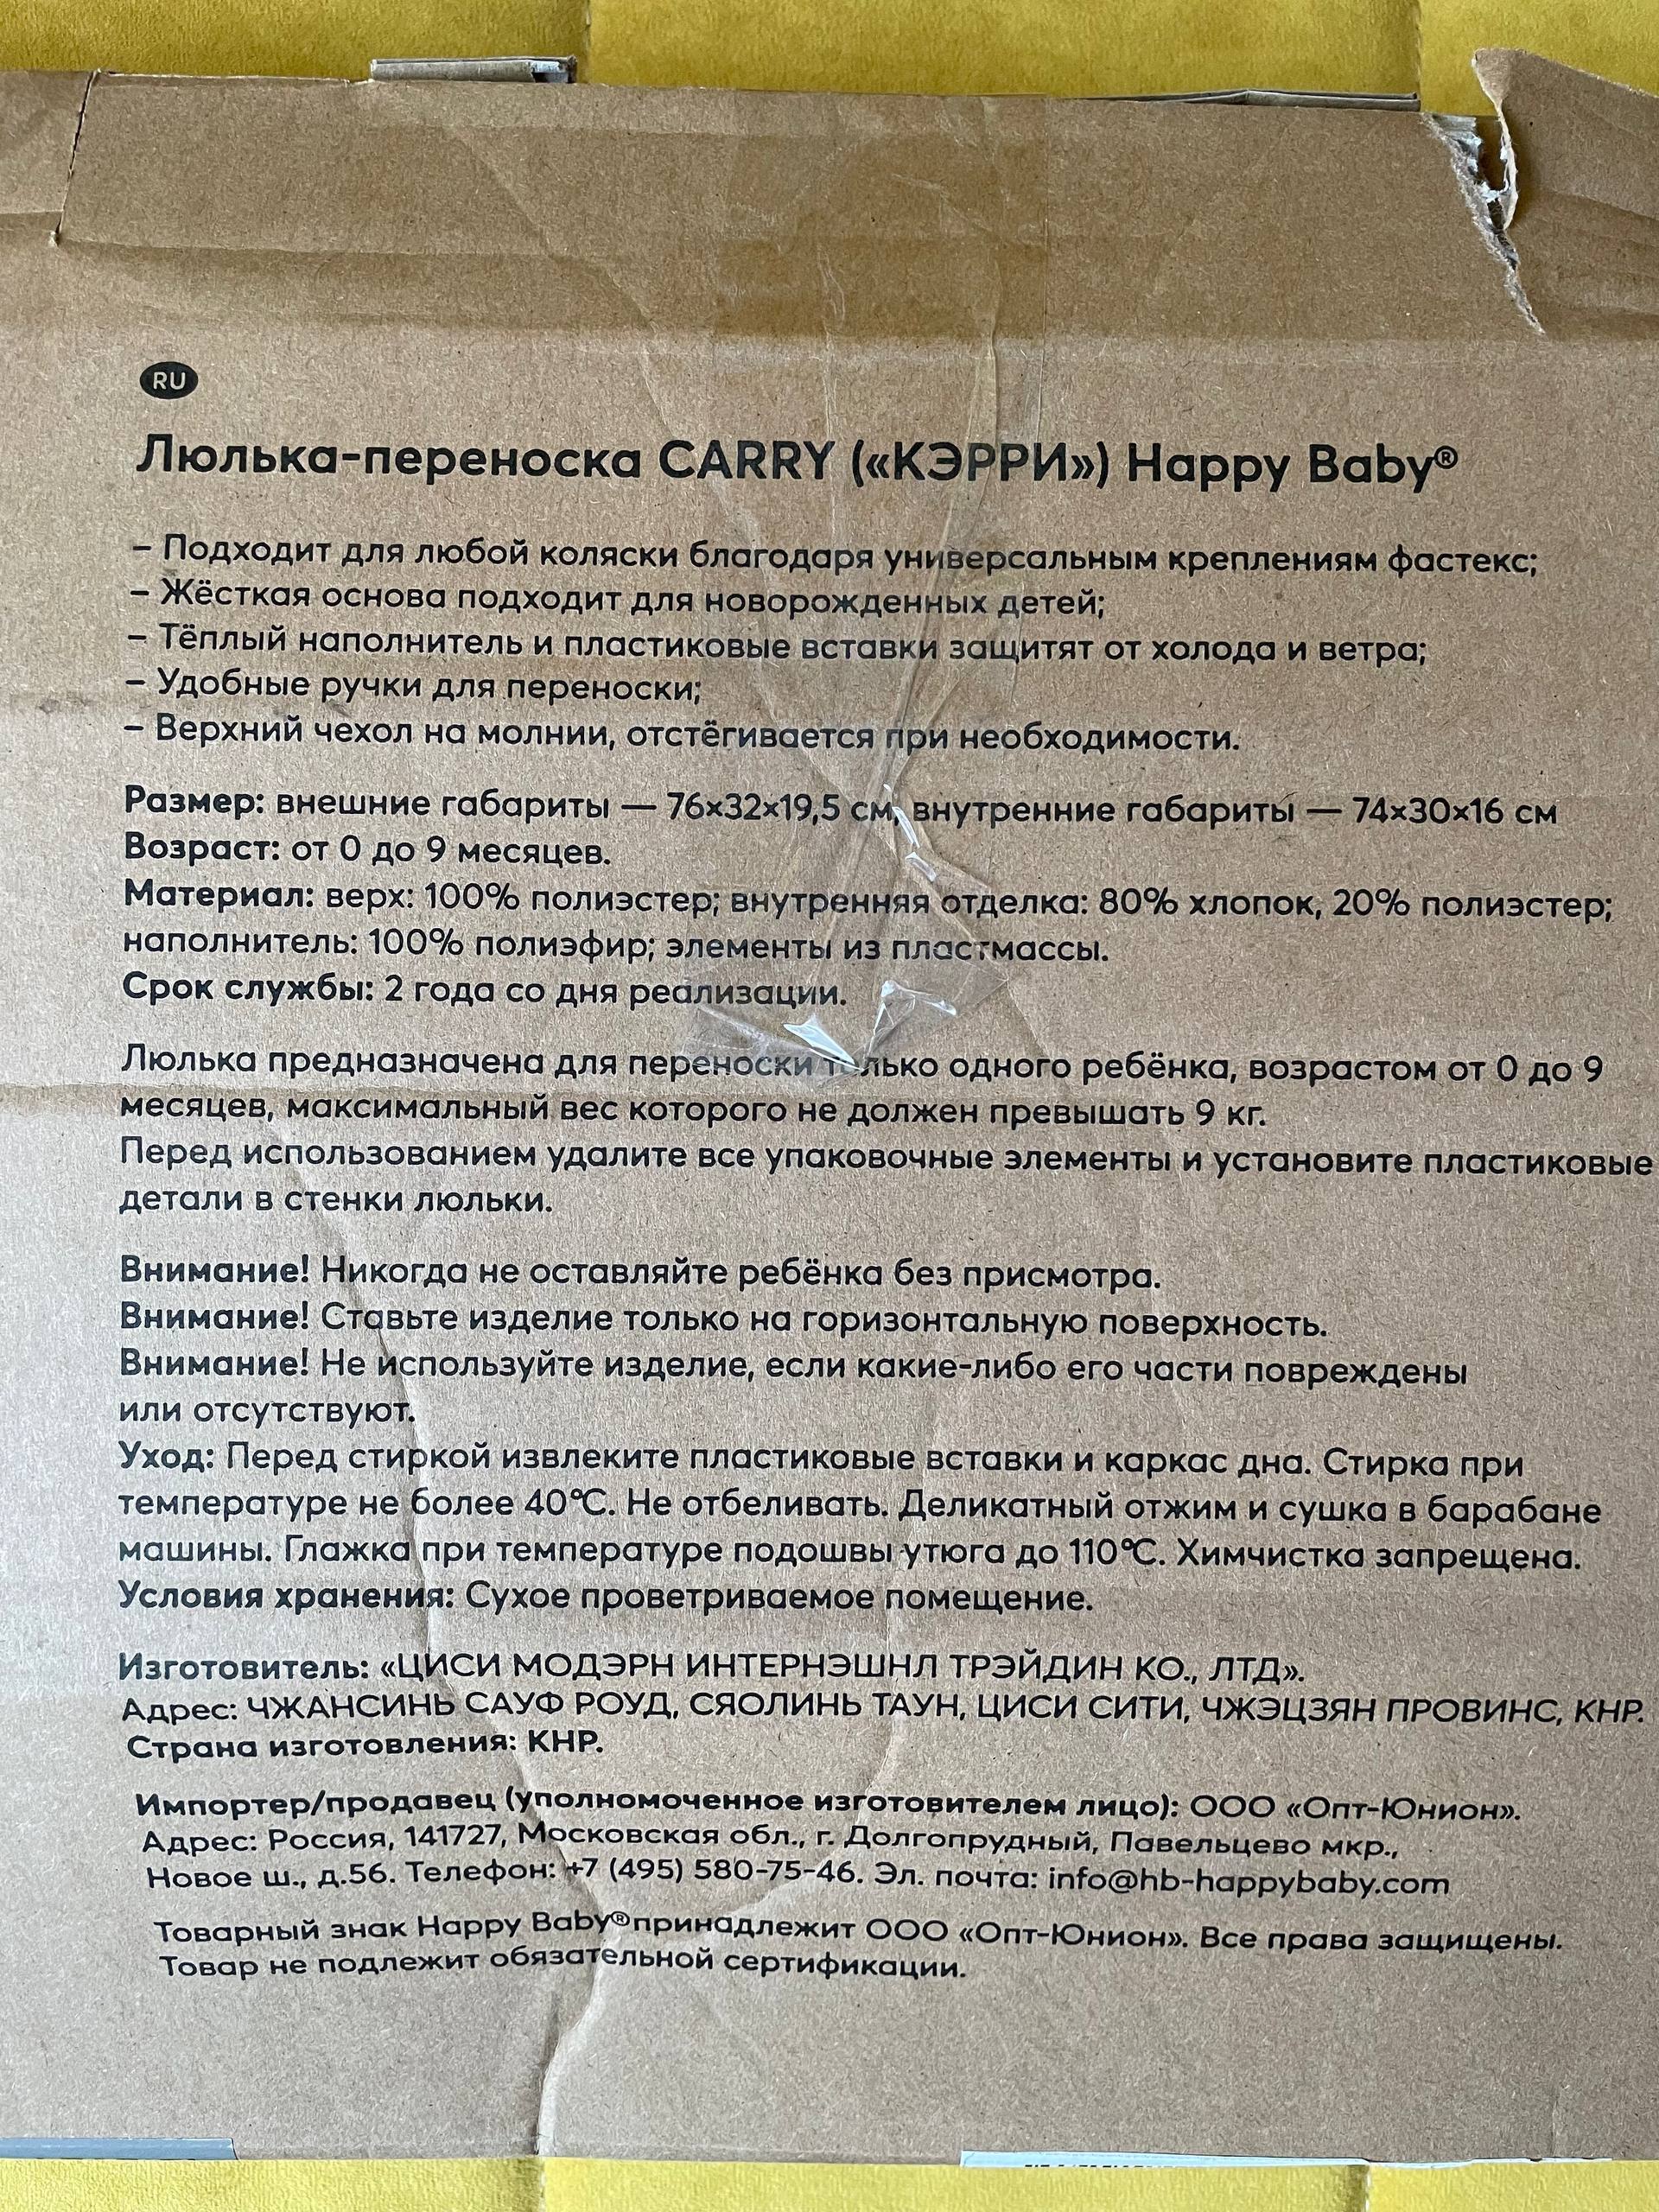 RU
Люлька-переноска CARRY («КЭРРИ») Happy Baby®
– Подходит для любой коляски благодаря универсальным креплениям фастекс;
– Жёсткая основа подходит для новорожденных детей;
– Тёплый наполнитель и пластиковые вставки защитят от холода и ветра;
– Удобные ручки для переноски;
– Верхний чехол на молнии, отстёгивается при необходимости.
Размер: внешние габариты — 76×32×19,5 см, внутренние габариты — 74×30×16 см
Возраст: от 0 до 9 месяцев.
Материал: верх: 100% полиэстер; внутренняя отделка: 80% хлопок, 20% полиэстер;
наполнитель: 100% полиэфир; элементы из пластмассы.
Срок службы: 2 года со дня реализации.
Люлька предназначена для переноски только одного ребёнка, возрастом от 0 до 9
месяцев, максимальный вес которого не должен превышать 9 кг.
Перед использованием удалите все упаковочные элементы и установите пластиковые
детали в стенки люльки.
Внимание! Никогда не оставляйте ребёнка без присмотра.
Внимание! Ставьте изделие только на горизонтальную поверхность.
Внимание! Не используйте изделие, если какие-либо его части повреждены
или отсутствуют.
Уход: Перед стиркой извлеките пластиковые вставки и каркас дна. Стирка при
температуре не более 40°С. Не отбеливать. Деликатный отжим и сушка в барабане
машины. Глажка при температуре подошвы утюга до 110°С. Химчистка запрещена.
Условия хранения: Сухое проветриваемое помещение.
Изготовитель: «ЦИСИ МОДЭРН ИНТЕРНЭШНЛ ТРЭЙДИН КО., ЛТД».
Адрес: ЧЖАНСИНЬ САУФ РОУД, СЯОЛИНЬ ТАУН, ЦИСИ СИТИ, ЧЖЭЦЗЯН ПРОВИНС, КНР.
Страна изготовления: КНР.
Импортер/продавец (уполномоченное изготовителем лицо): ООО «Опт-Юнион».
Адрес: Россия, 141727, Московская обл., г. Долгопрудный, Павельцево мкр.,
Новое ш., д.56. Телефон: +7 (495) 580-75-46. Эл. почта: info@hb-happybaby.com
Товарный знак Happy Baby® принадлежит ООО «Опт-Юнион». Все права защищены.
Товар не подлежит обязательной сертификации.